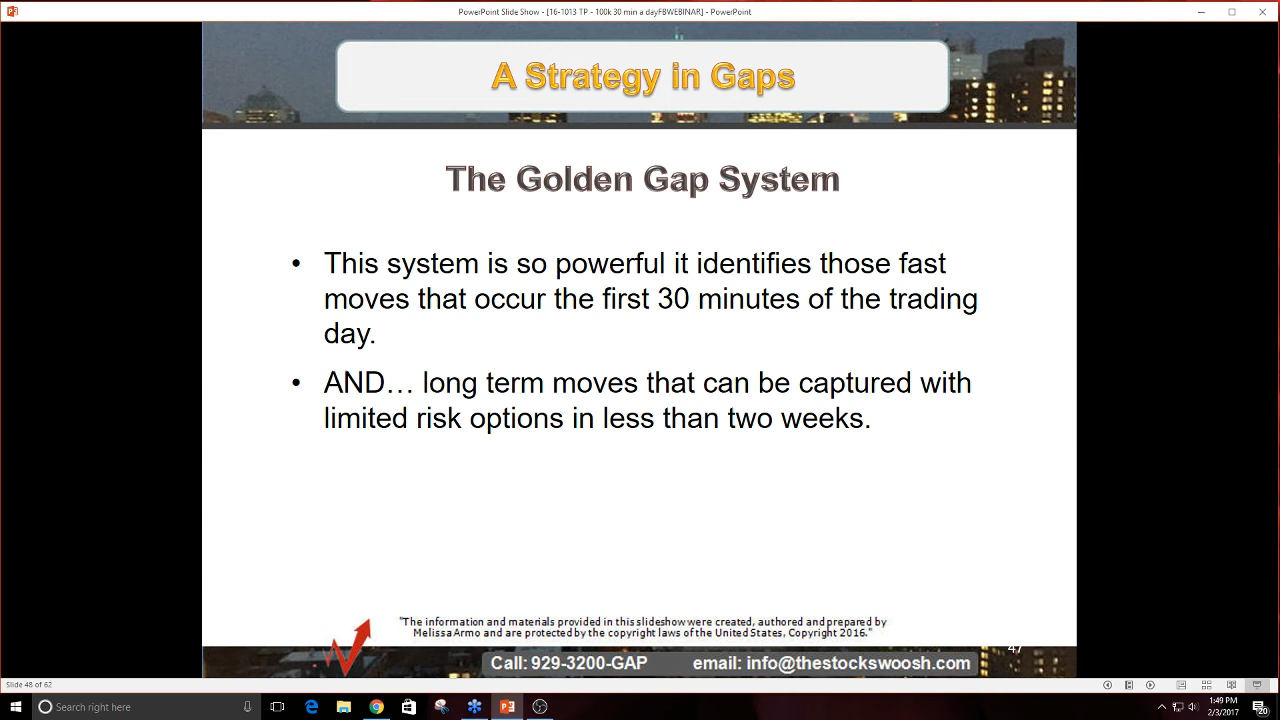 PowerPoint Slide Show - [16-1013 TP - 100k 30 min a dayFBWEBINAR] - PowerPoint
A Strategy in Gaps
The Golden Gap System
• This system is so powerful it identifies those fast
moves that occur the first 30 minutes of the trading
day.
• AND… long term moves that can be captured with
limited risk options in less than two weeks.
"The information and materials provided in this slideshow were created, authored and prepared by
Melissa Armo and are protected by the copyright laws of the United States, Copyright 2016."
47
Call: 929-3200-GAP email: info@thestockswoosh.com
Slide 48 of 62
Search right here
1:49 PM
2/3/2017
20